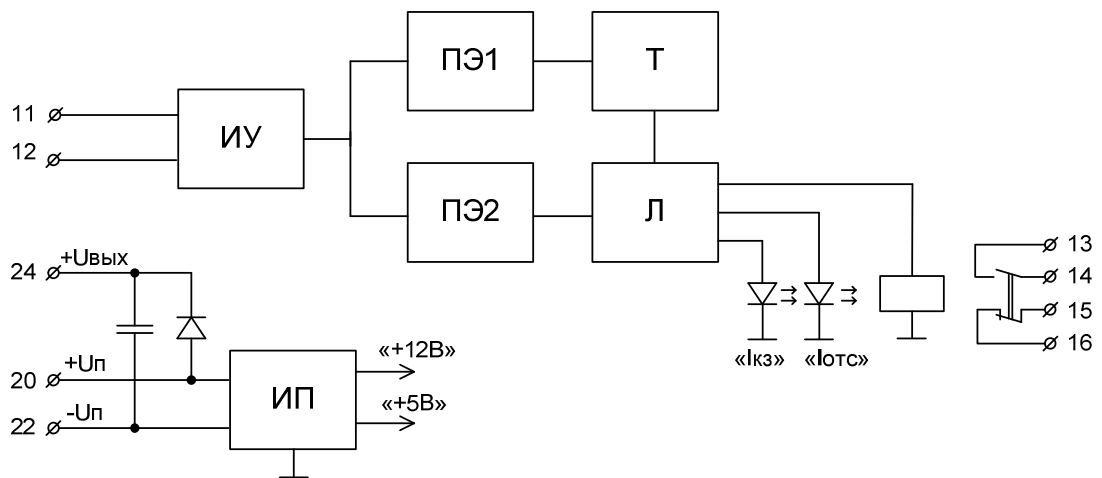 ПЭ1
Т
11
ИУ
12
ПЭ2
Л
13
+Uвых
24
14
15
16
«+12В»
«Iкз»
«Iотс»
+Uп
20
ИП
«+5В»
-Uп
22